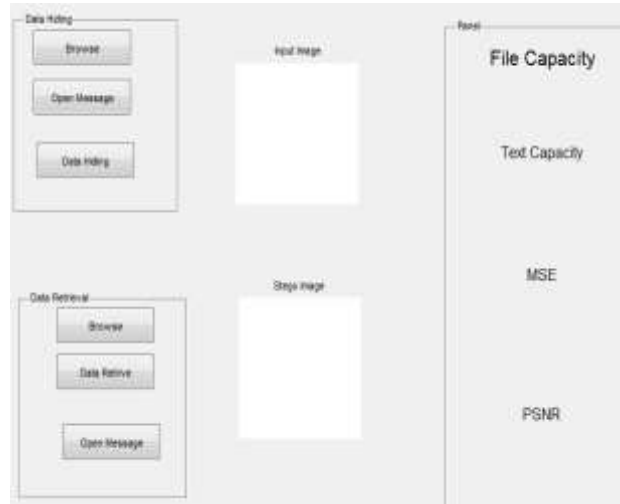 Data Hiding
Browse
Open Message
Data Hiding
Input Image
Panel
File Capacity
Text Capacity
MSE
PSNR
Data Retrieval
Browse
Data Retrive
Open Message
Stego Image